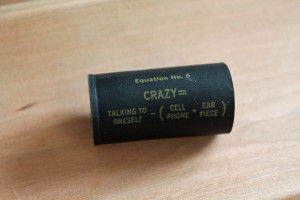 Equation No. 5
CRAZY=
TALKING TO ONESELF - ( CELL PHONE + EAR PIECE )